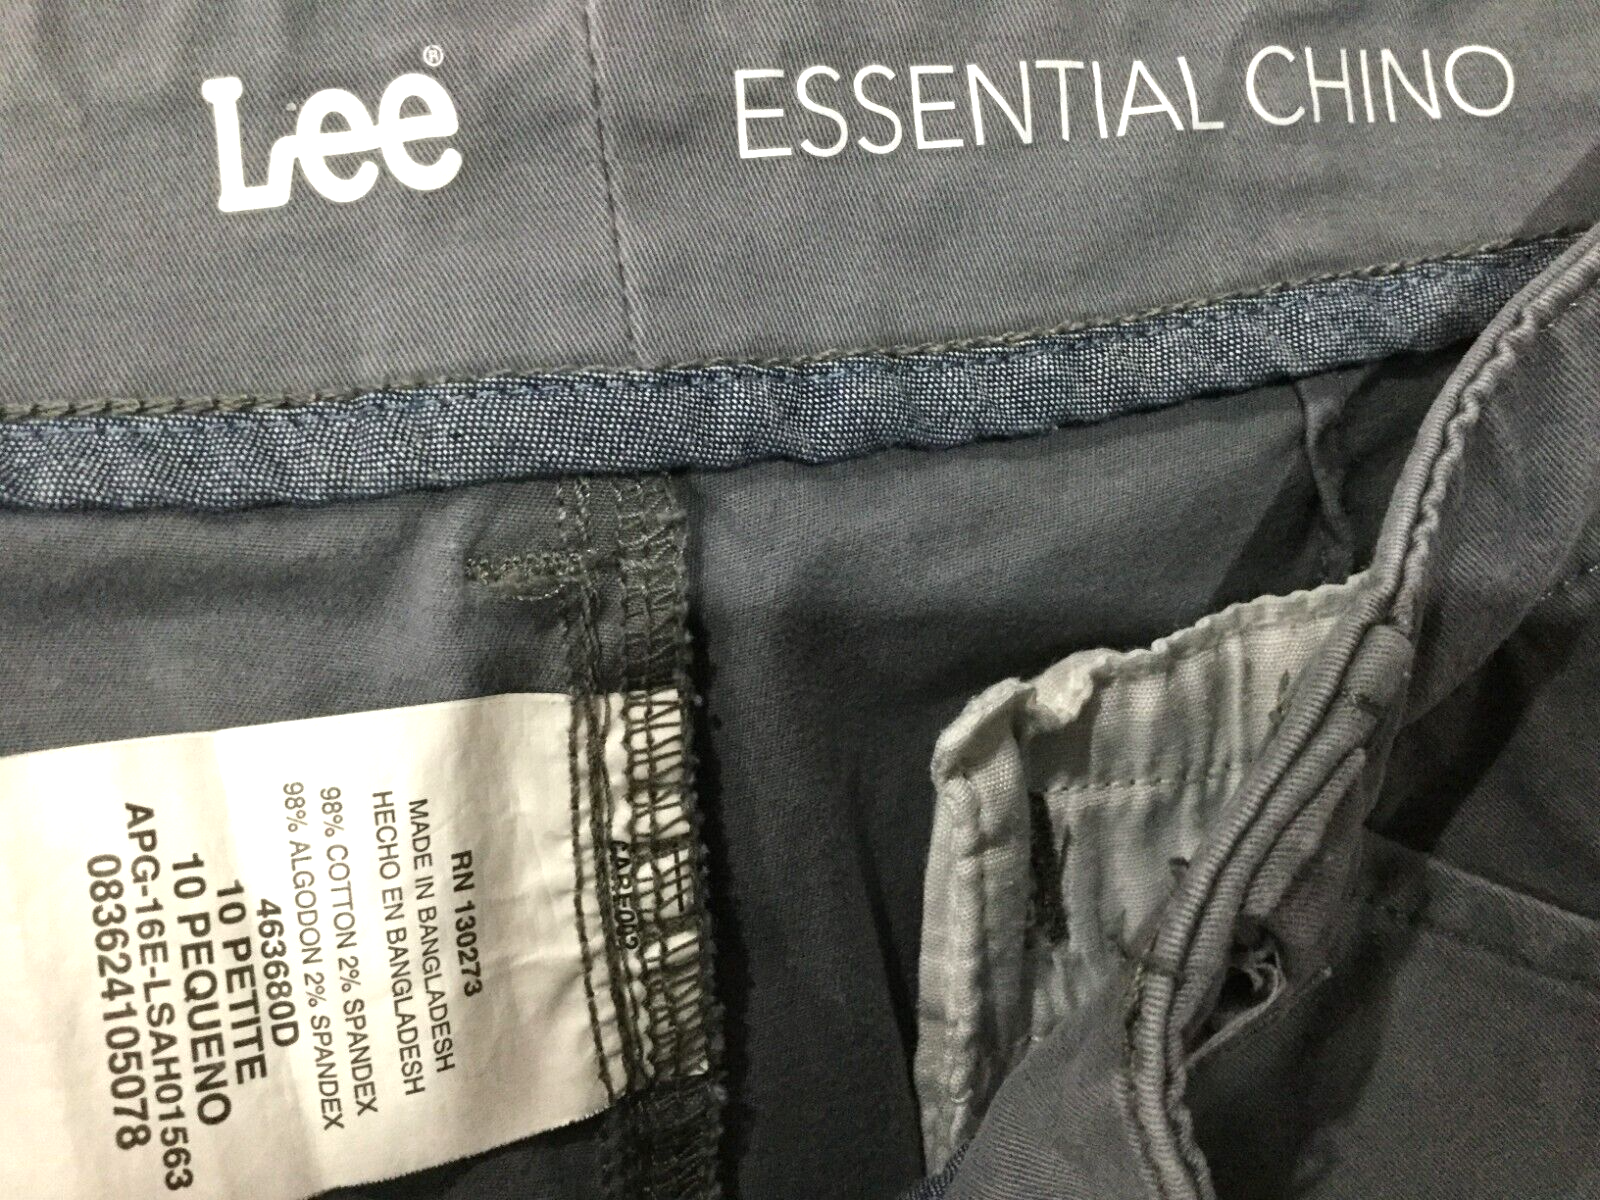 Lee®
ESSENTIAL CHINO
RN 130273
MADE IN BANGLADESH
HECHO EN BANGLADESH
98% COTTON 2% SPANDEX
98% ALGODON 2% SPANDEX
463680D
10 PETITE
10 PEQUENO
APG-16E-LSAH01563
083624105078
CARE002